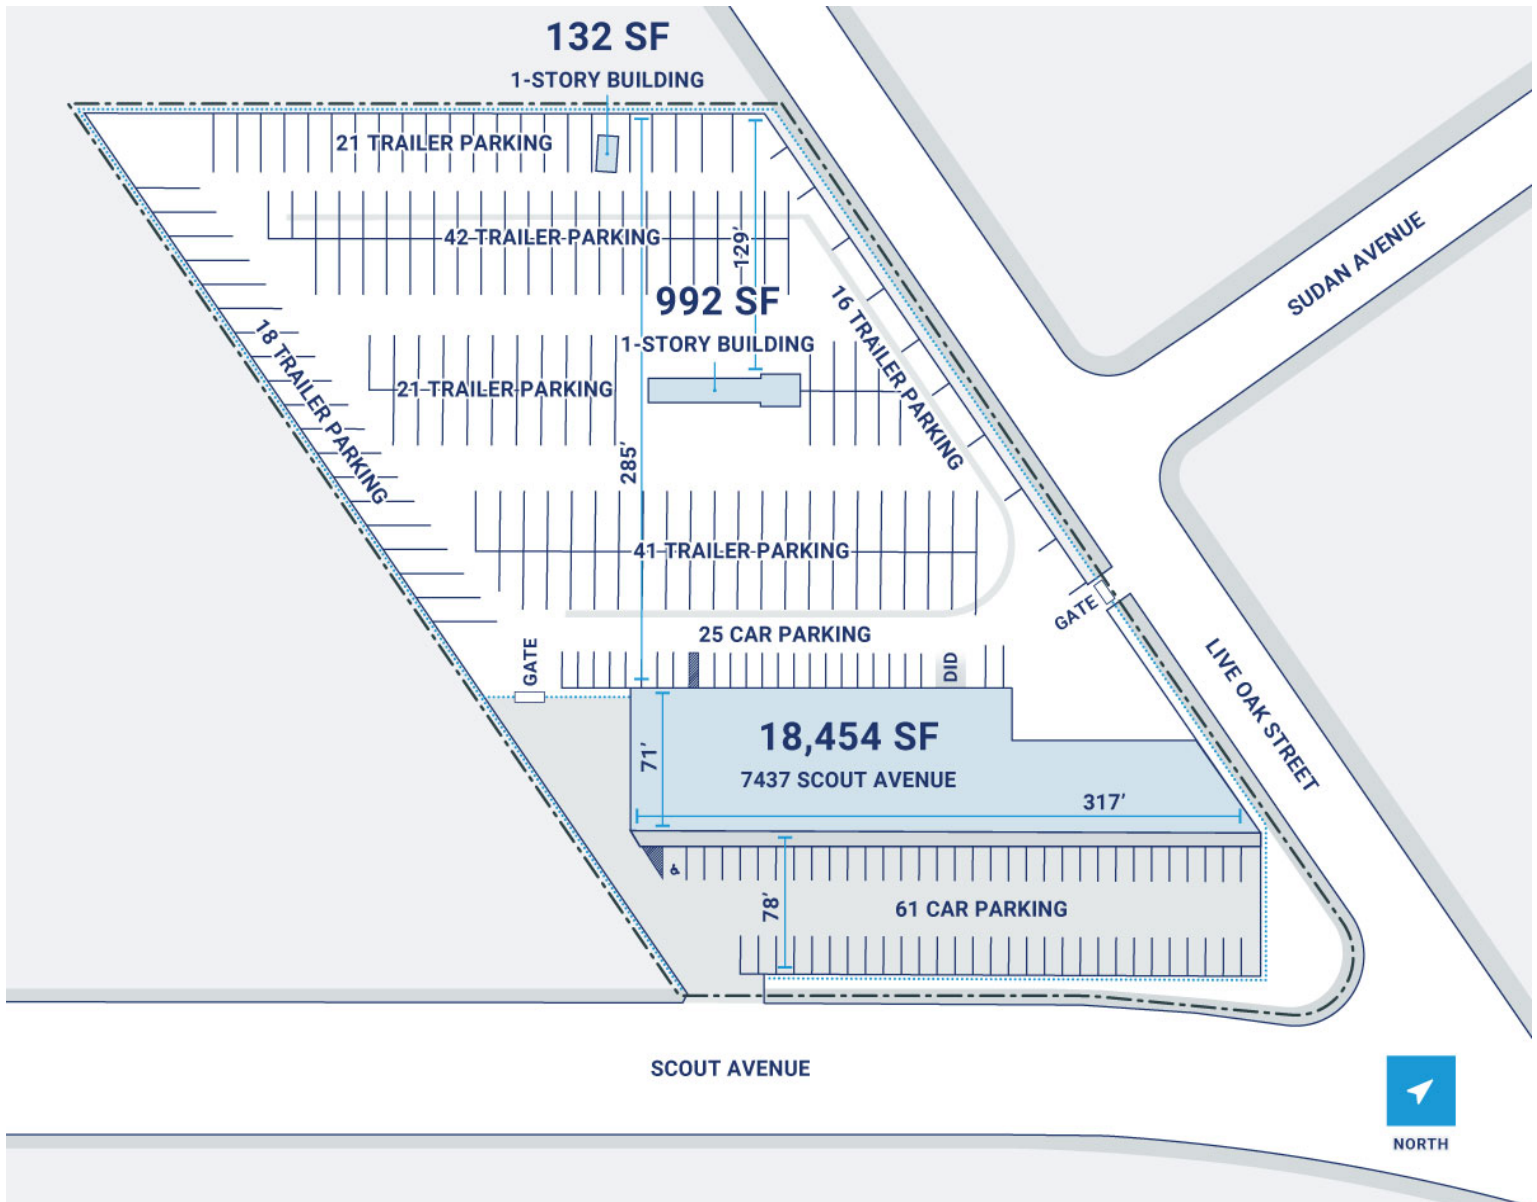 132 SF
1-STORY BUILDING
21 TRAILER PARKING
42 TRAILER PARKING
129'
SUDAN AVENUE
992 SF
1-STORY BUILDING
16 TRAILER PARKING
18 TRAILER PARKING
21 TRAILER PARKING
285'
41 TRAILER PARKING
GATE
25 CAR PARKING
GATE
DID
LIVE OAK STREET
18,454 SF
71'
7437 SCOUT AVENUE
317'
78'
61 CAR PARKING
SCOUT AVENUE
NORTH